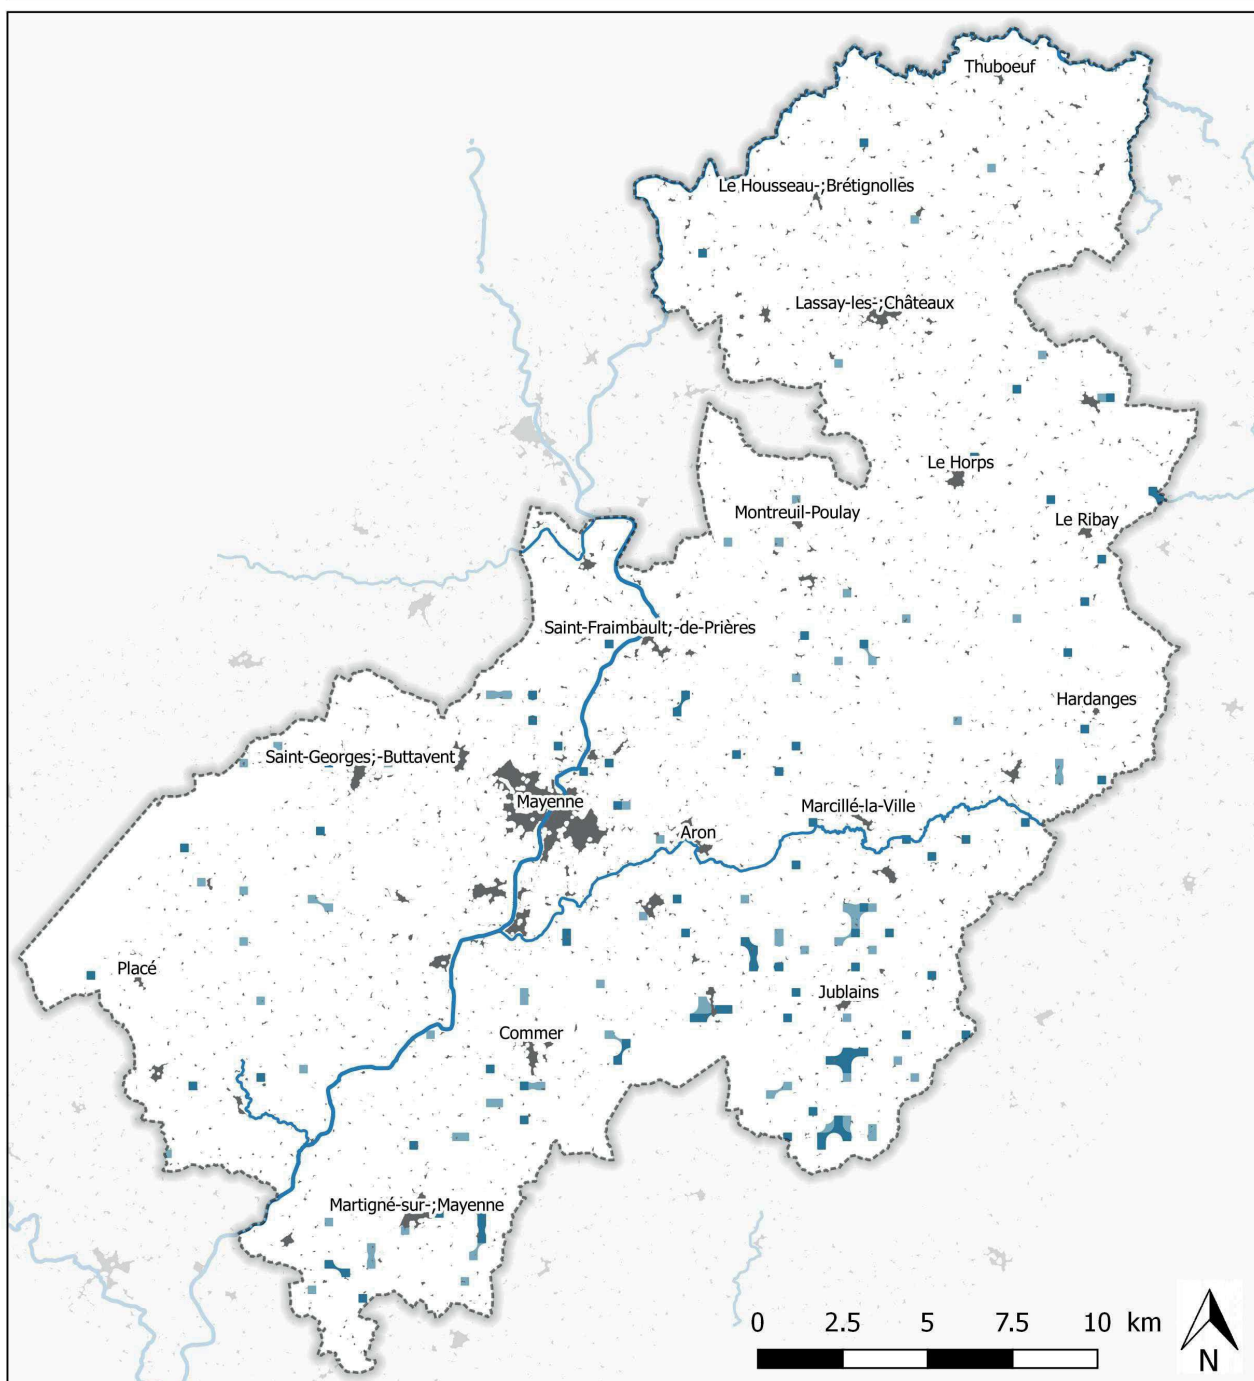 Thuboeuf
Le Housseau-;Brétignolles
Lassay-les-;Châteaux
Le Horps
Montreuil-Poulay
Le Ribay
Saint-Fraimbault;-de-Prières
Hardanges
Saint-Georges;-Buttavent
Mayenne
Marcillé-la-Ville
Aron
Placé
Jublains
Commer
Martigné-sur-;Mayenne
0 2.5 5 7.5 10 km
N